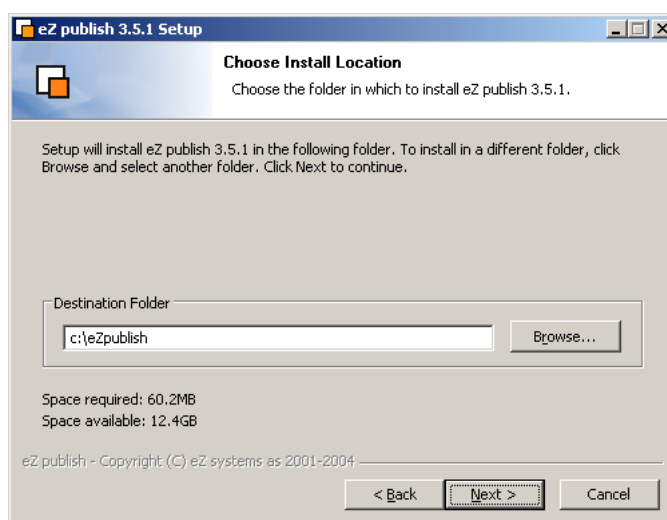 eZ publish 3.5.1 Setup
Choose Install Location
Choose the folder in which to install eZ publish 3.5.1.
Setup will install eZ publish 3.5.1 in the following folder. To install in a different folder, click
Browse and select another folder. Click Next to continue.
Destination Folder
c:\eZpublish
Browse...
Space required: 60.2MB
Space available: 12.4GB
eZ publish - Copyright (C) eZ systems as 2001-2004
< Back
Next >
Cancel